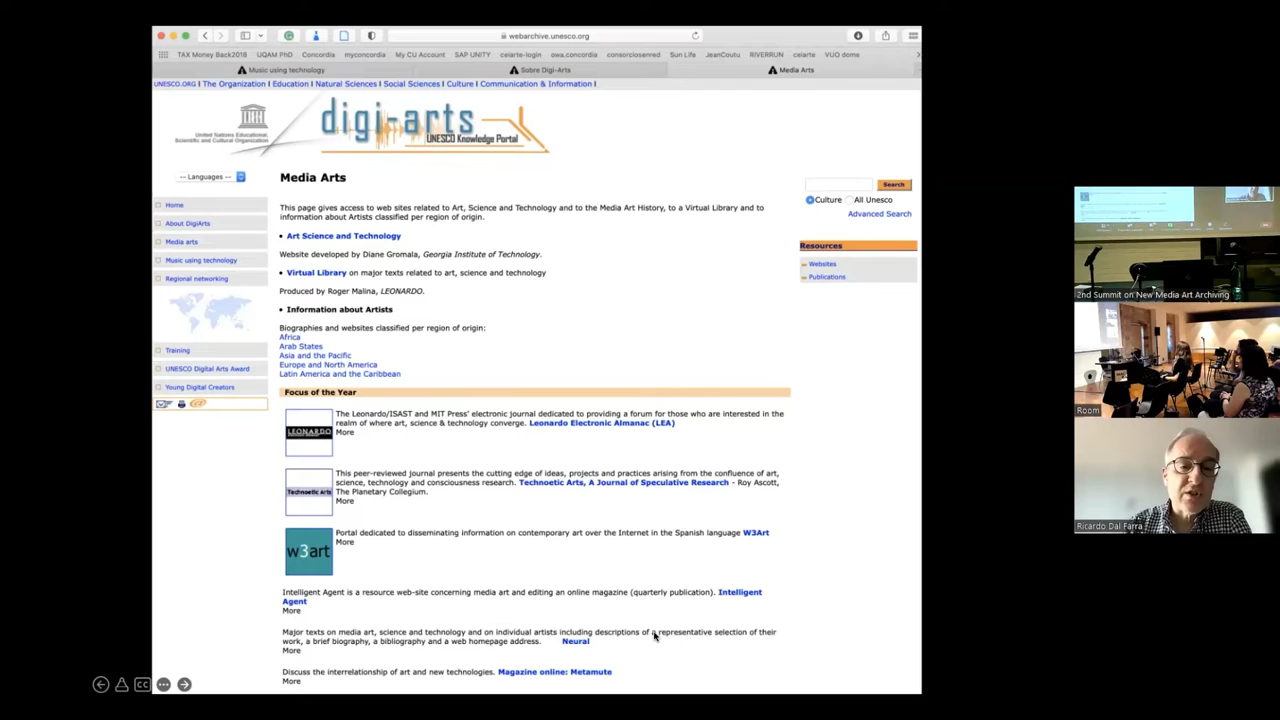 webarchive.unesco.org
TAX Money Back2018 UQAM PhD Concordia myconcordia My CU Account SAP UNITY ceiarte-login owa.concordia consorciosenred Sun Life JeanCoutu RIVERRUN ceiarte VUO dome
Music using technology Sobre Digi-Arts Media Arts
UNESCO.ORG | The Organization | Education | Natural Sciences | Social Sciences | Culture | Communication & Information |
United Nations Educational,
Scientific and Cultural Organization
digi-arts
UNESCO Knowledge Portal
-- Languages --
Home
About DigiArts
Media arts
Music using technology
Regional networking
Training
UNESCO Digital Arts Award
Young Digital Creators
Media Arts
This page gives access to web sites related to Art, Science and Technology and to the Media Art History, to a Virtual Library and to
information about Artists classified per region of origin.
• Art Science and Technology
Website developed by Diane Gromala, Georgia Institute of Technology.
• Virtual Library on major texts related to art, science and technology
Produced by Roger Malina, LEONARDO.
• Information about Artists
Biographies and websites classified per region of origin:
Africa
Arab States
Asia and the Pacific
Europe and North America
Latin America and the Caribbean
Focus of the Year
LEONARDO
The Leonardo/ISAST and MIT Press' electronic journal dedicated to providing a forum for those who are interested in the
realm of where art, science & technology converge. Leonardo Electronic Almanac (LEA)
More
Technoetic Arts
This peer-reviewed journal presents the cutting edge of ideas, projects and practices arising from the confluence of art,
science, technology and consciousness research. Technoetic Arts, A Journal of Speculative Research - Roy Ascott,
The Planetary Collegium.
More
w3art
Portal dedicated to disseminating information on contemporary art over the Internet in the Spanish language W3Art
More
Intelligent Agent is a resource web-site concerning media art and editing an online magazine (quarterly publication). Intelligent
Agent
More
Major texts on media art, science and technology and on individual artists including descriptions of a representative selection of their
work, a brief biography, a bibliography and a web homepage address. Neural
More
Discuss the interrelationship of art and new technologies. Magazine online: Metamute
More
Search
Culture All Unesco
Advanced Search
Resources
Websites
Publications
CC
2nd Summit on New Media Art Archiving
Room
Ricardo Dal Farra